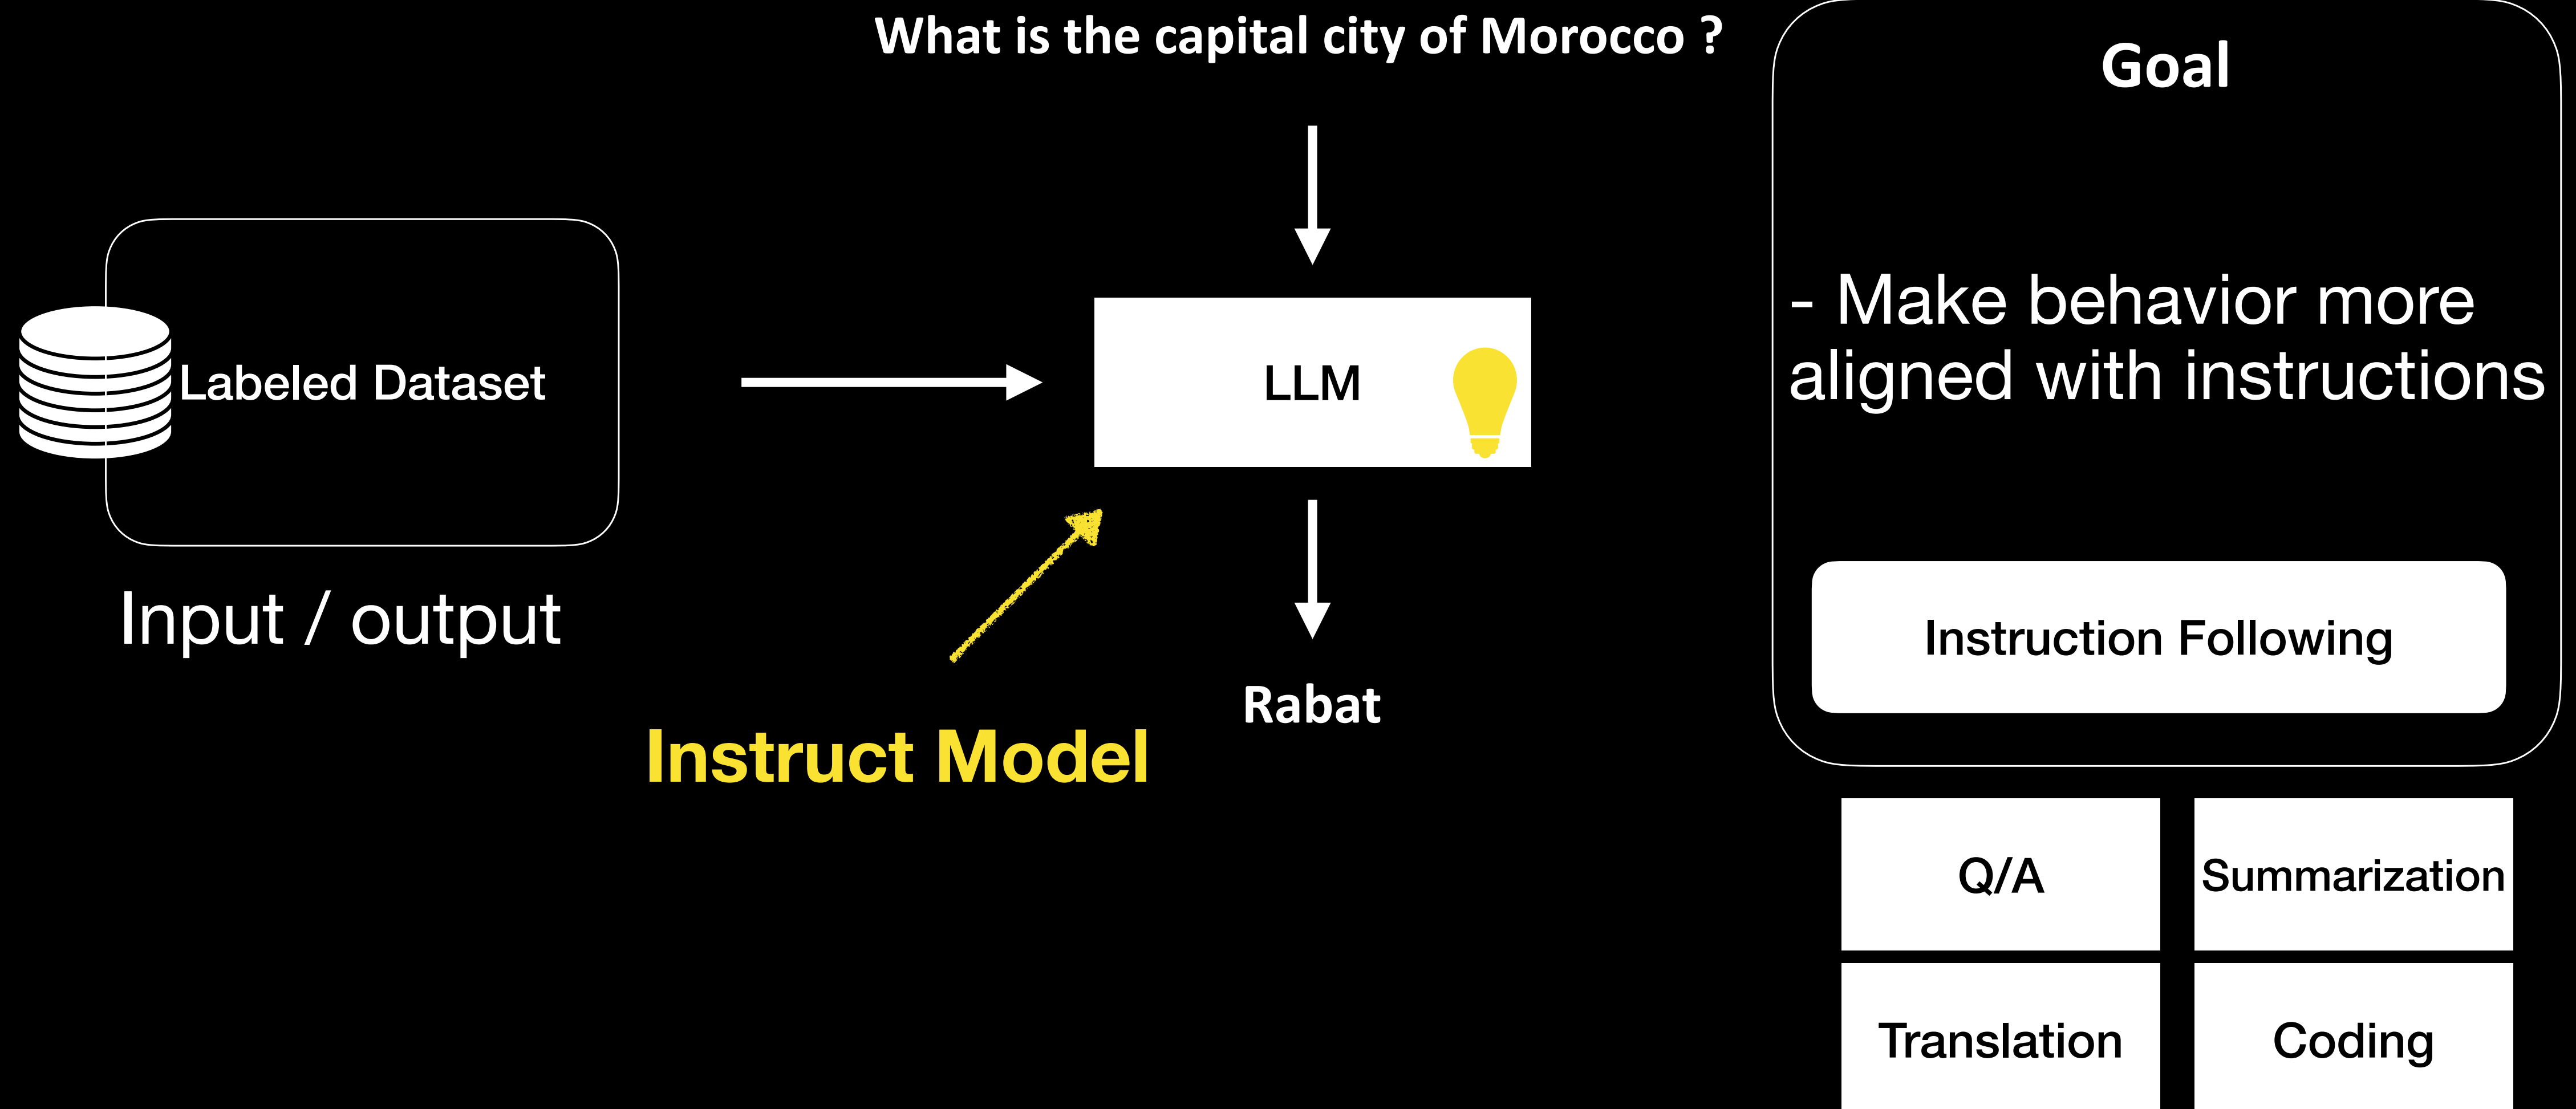 What is the capital city of Morocco ?
Labeled Dataset
Input / output
LLM
Instruct Model
Rabat
Goal
- Make behavior more
aligned with instructions
Instruction Following
Q/A
Summarization
Translation
Coding